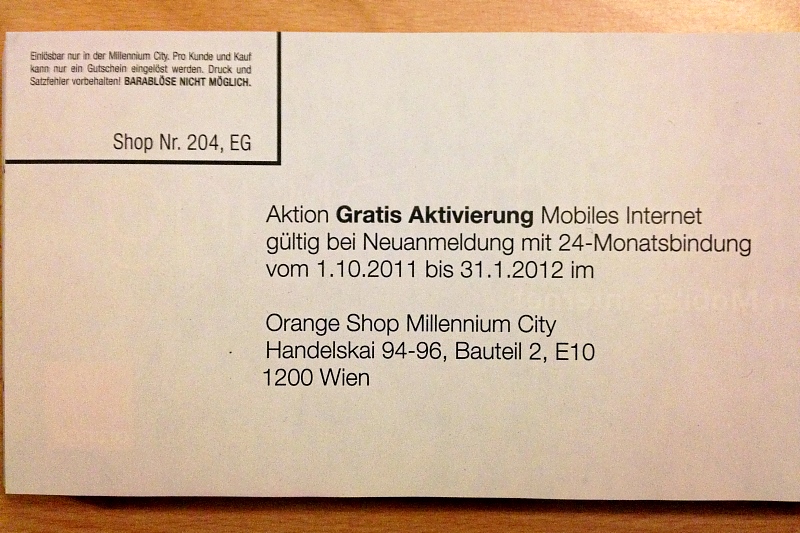 Einlösbar nur in der Millennium City. Pro Kunde und Kauf
kann nur ein Gutschein eingelöst werden. Druck und
Satzfehler vorbehalten! BARABLÖSE NICHT MÖGLICH.
Shop Nr. 204, EG
Aktion Gratis Aktivierung Mobiles Internet
gültig bei Neuanmeldung mit 24-Monatsbindung
vom 1.10.2011 bis 31.1.2012 im
Orange Shop Millennium City
Handelskai 94-96, Bauteil 2, E10
1200 Wien